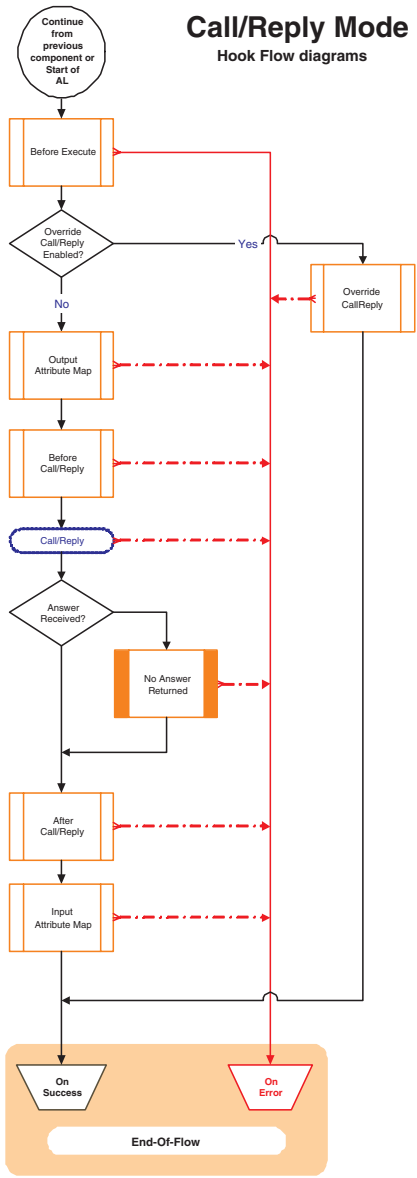 Call/Reply Mode
Hook Flow diagrams
Continue
from
previous
component or
Start of
AL
Before Execute
Override
Call/Reply
Enabled?
Yes
Override
CallReply
No
Output
Attribute Map
Before
Call/Reply
Call/Reply
Answer
Received?
No Answer
Returned
After
Call/Reply
Input
Attribute Map
On
Success
On
Error
End-Of-Flow